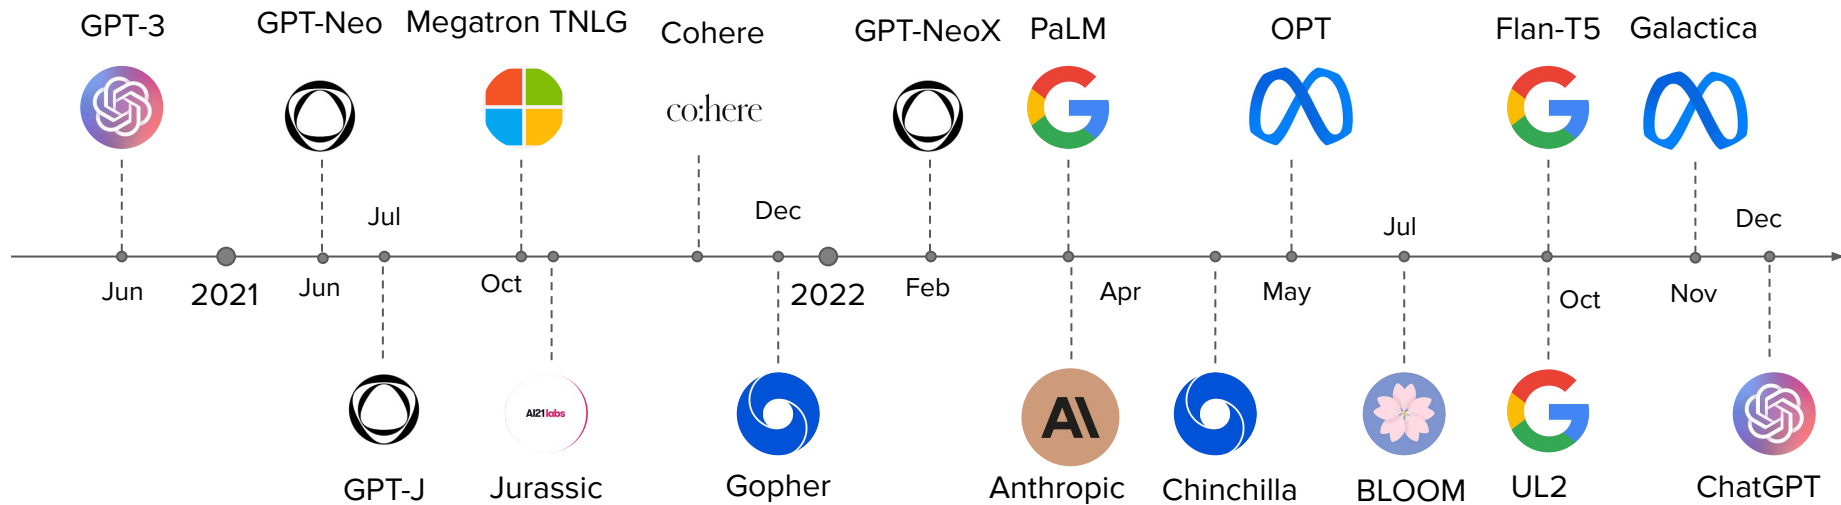 GPT-3
GPT-Neo
Megatron TNLG
Cohere
GPT-NeoX
PaLM
OPT
Flan-T5
Galactica
co:here
Jul
Dec
Jul
Dec
Jun
2021
Jun
Oct
2022
Feb
Apr
May
Oct
Nov
AI21labs
AI
GPT-J
Jurassic
Gopher
Anthropic
Chinchilla
BLOOM
UL2
ChatGPT